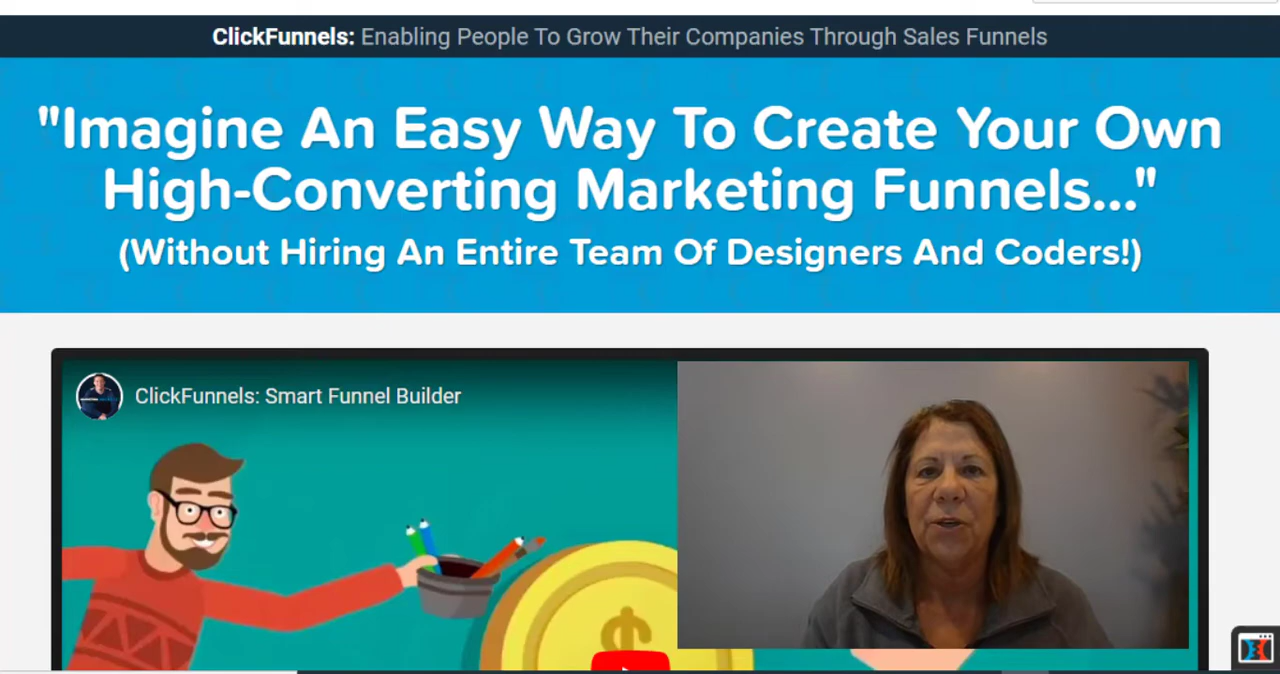 ClickFunnels: Enabling People To Grow Their Companies Through Sales Funnels
"Imagine An Easy Way To Create Your Own
High-Converting Marketing Funnels..."
(Without Hiring An Entire Team Of Designers And Coders!)
ClickFunnels: Smart Funnel Builder
$